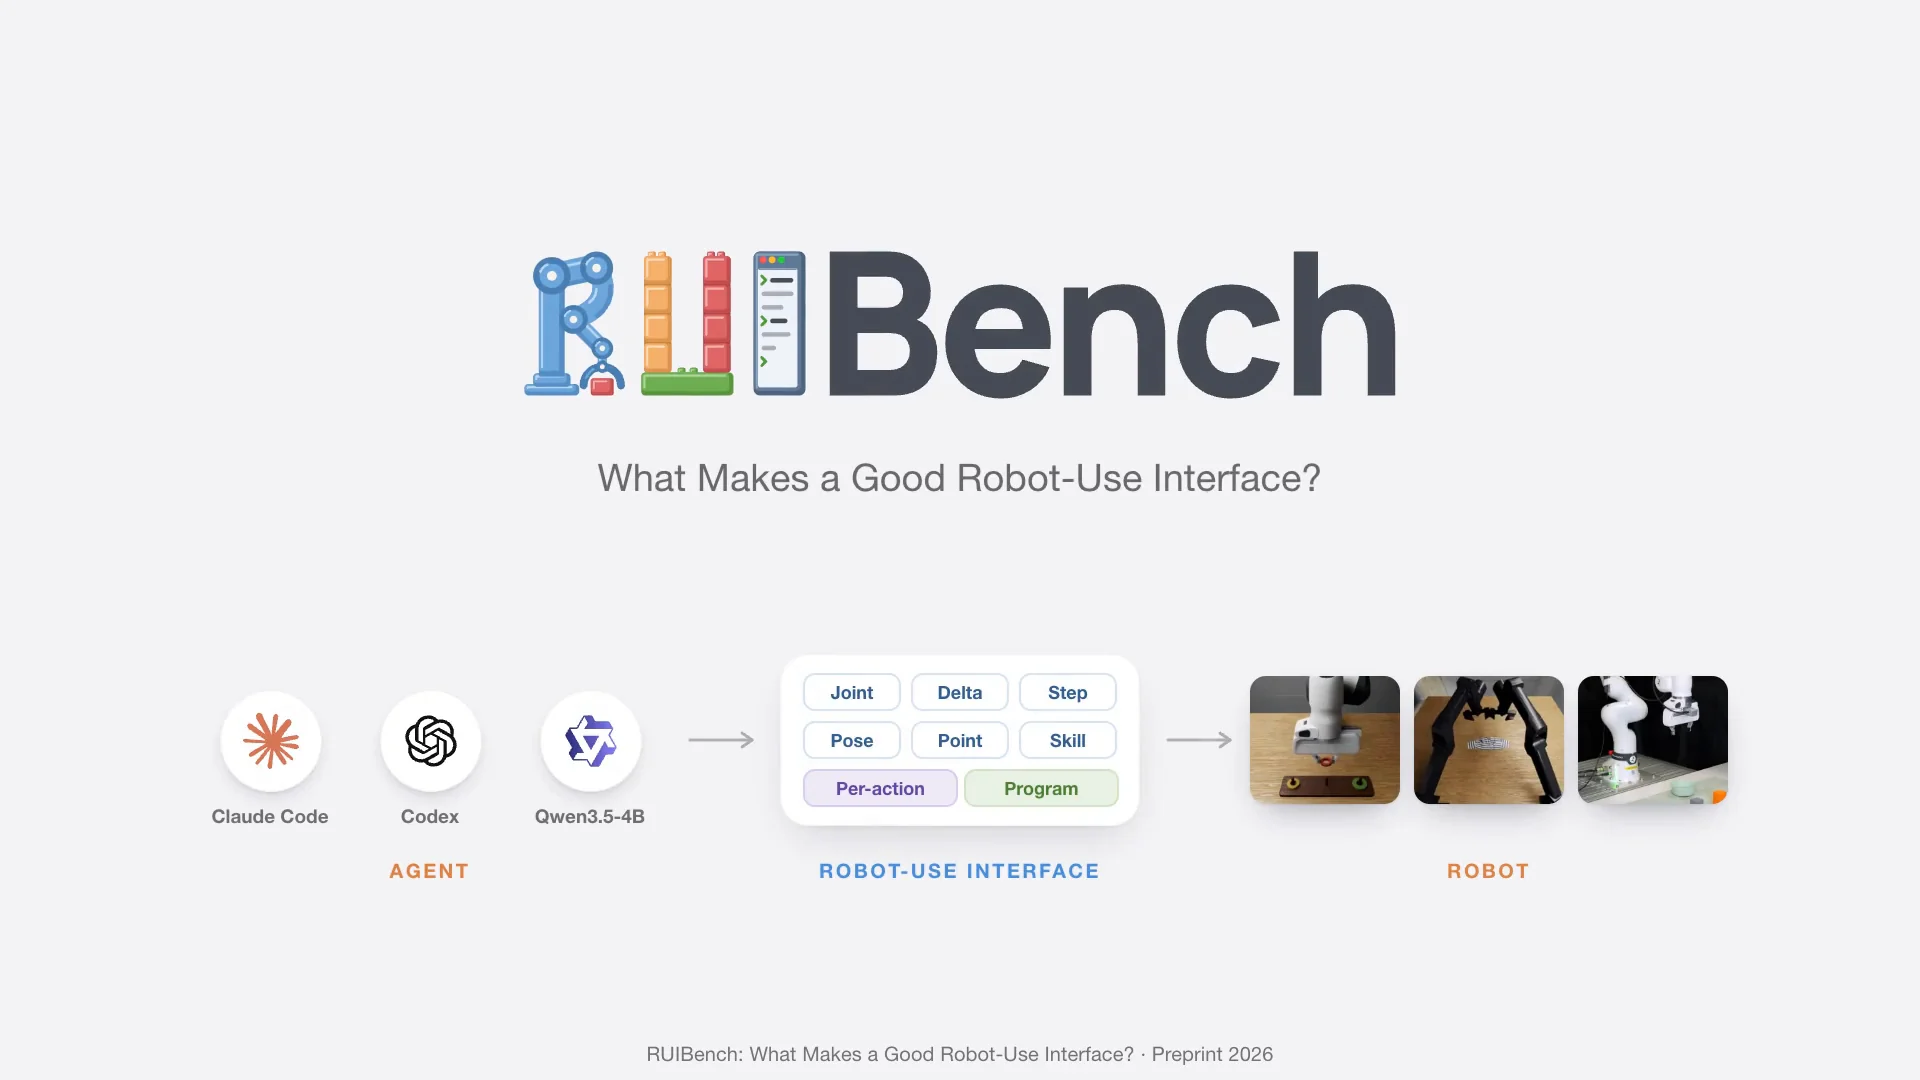 RUIBench
What Makes a Good Robot-Use Interface?
Joint Delta Step
Pose Point Skill
Per-action Program
Claude Code Codex Qwen3.5-4B
AGENT ROBOT-USE INTERFACE ROBOT
RUIBench: What Makes a Good Robot-Use Interface? · Preprint 2026